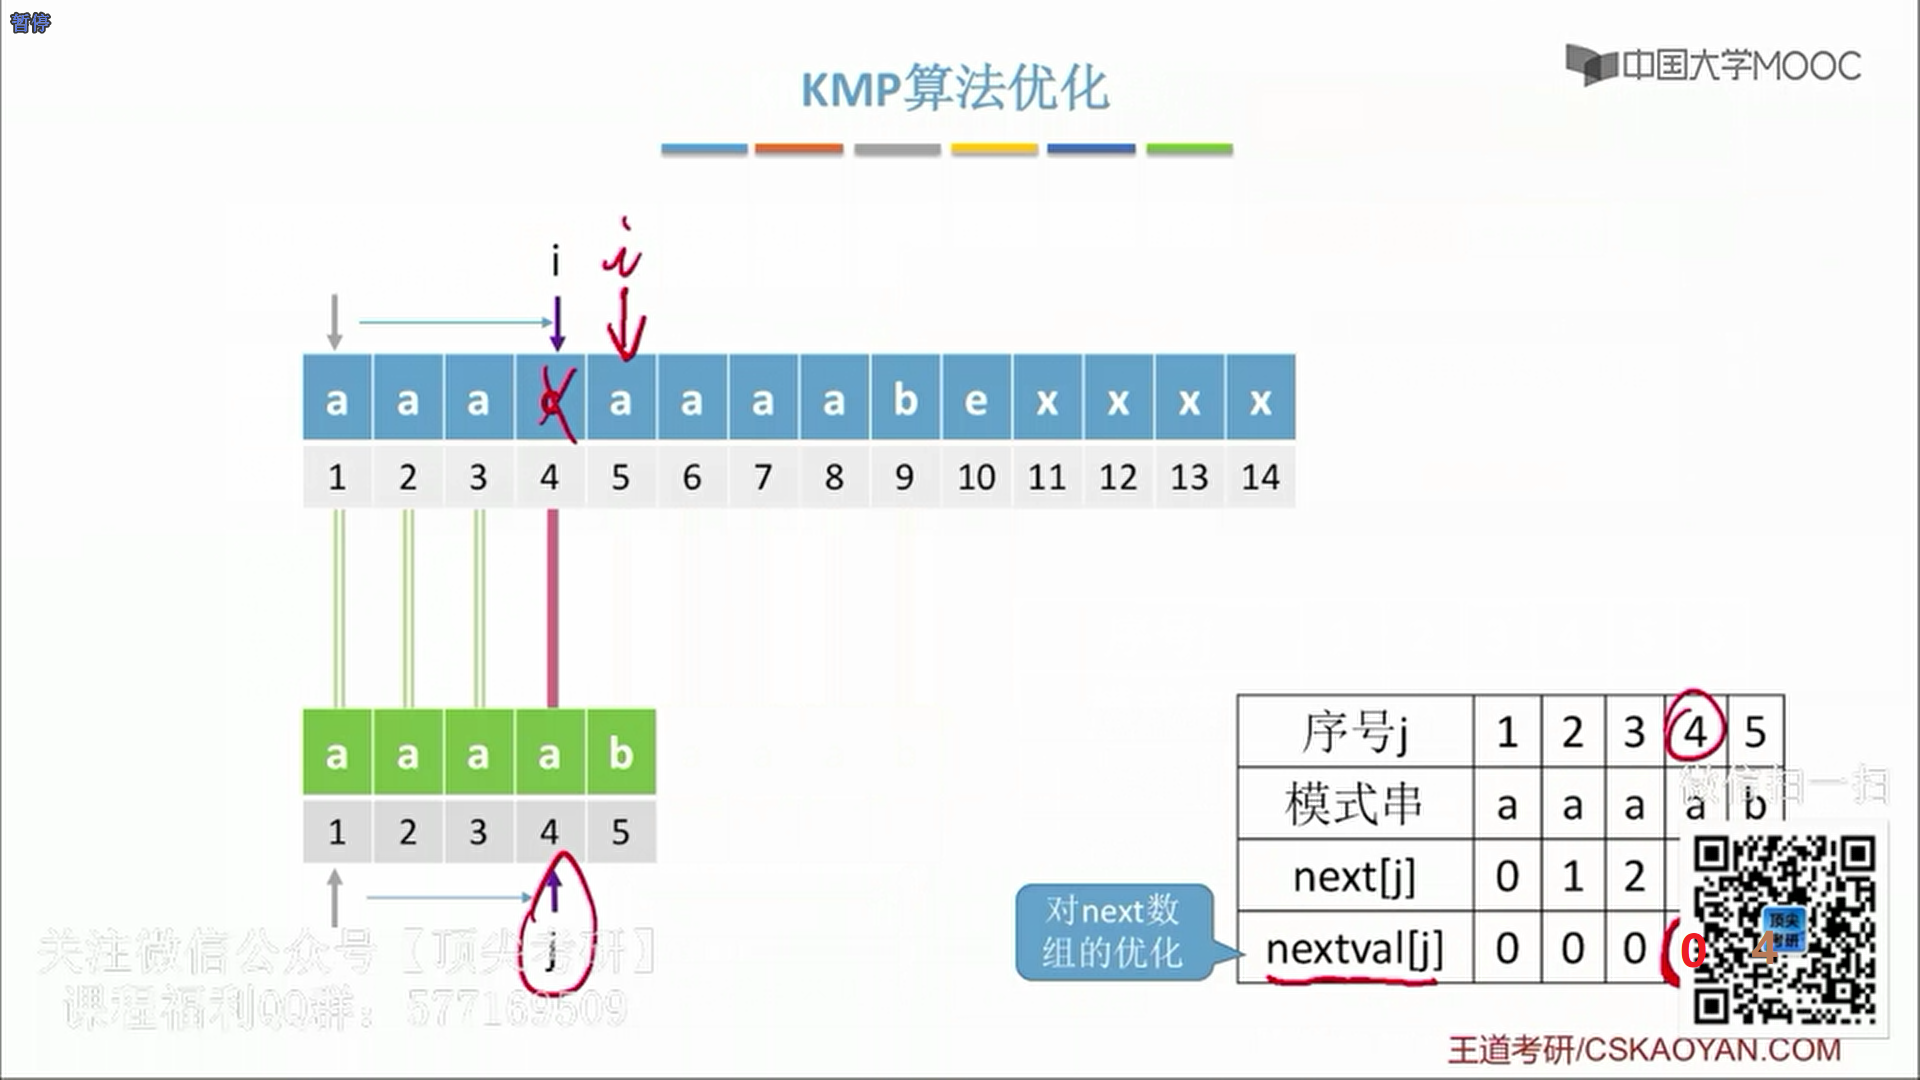 暂停
中国大学MOOC
KMP算法优化
i i
a a a a a a a b e x x x x
1 2 3 4 5 6 7 8 9 10 11 12 13 14
a a a a b
1 2 3 4 5
j
序号j 1 2 3 4 5
模式串 a a a a b
next[j] 0 1 2
nextval[j] 0 0 0 0 4
对next数
组的优化
微信扫一扫
顶尖
考研
关注微信公众号【顶尖考研】
课程福利QQ群：577169509
王道考研/CSKAOYAN.COM